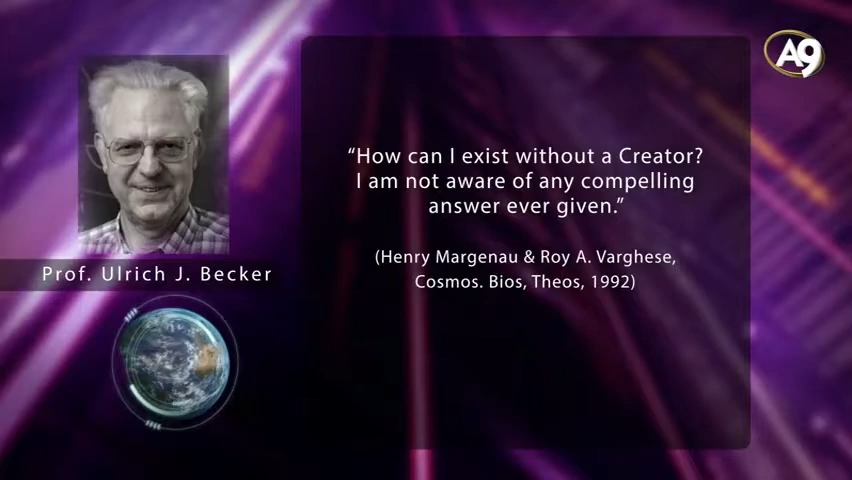 A9
Prof. Ulrich J. Becker
“How can I exist without a Creator?
I am not aware of any compelling
answer ever given.”
(Henry Margenau & Roy A. Varghese,
Cosmos. Bios, Theos, 1992)